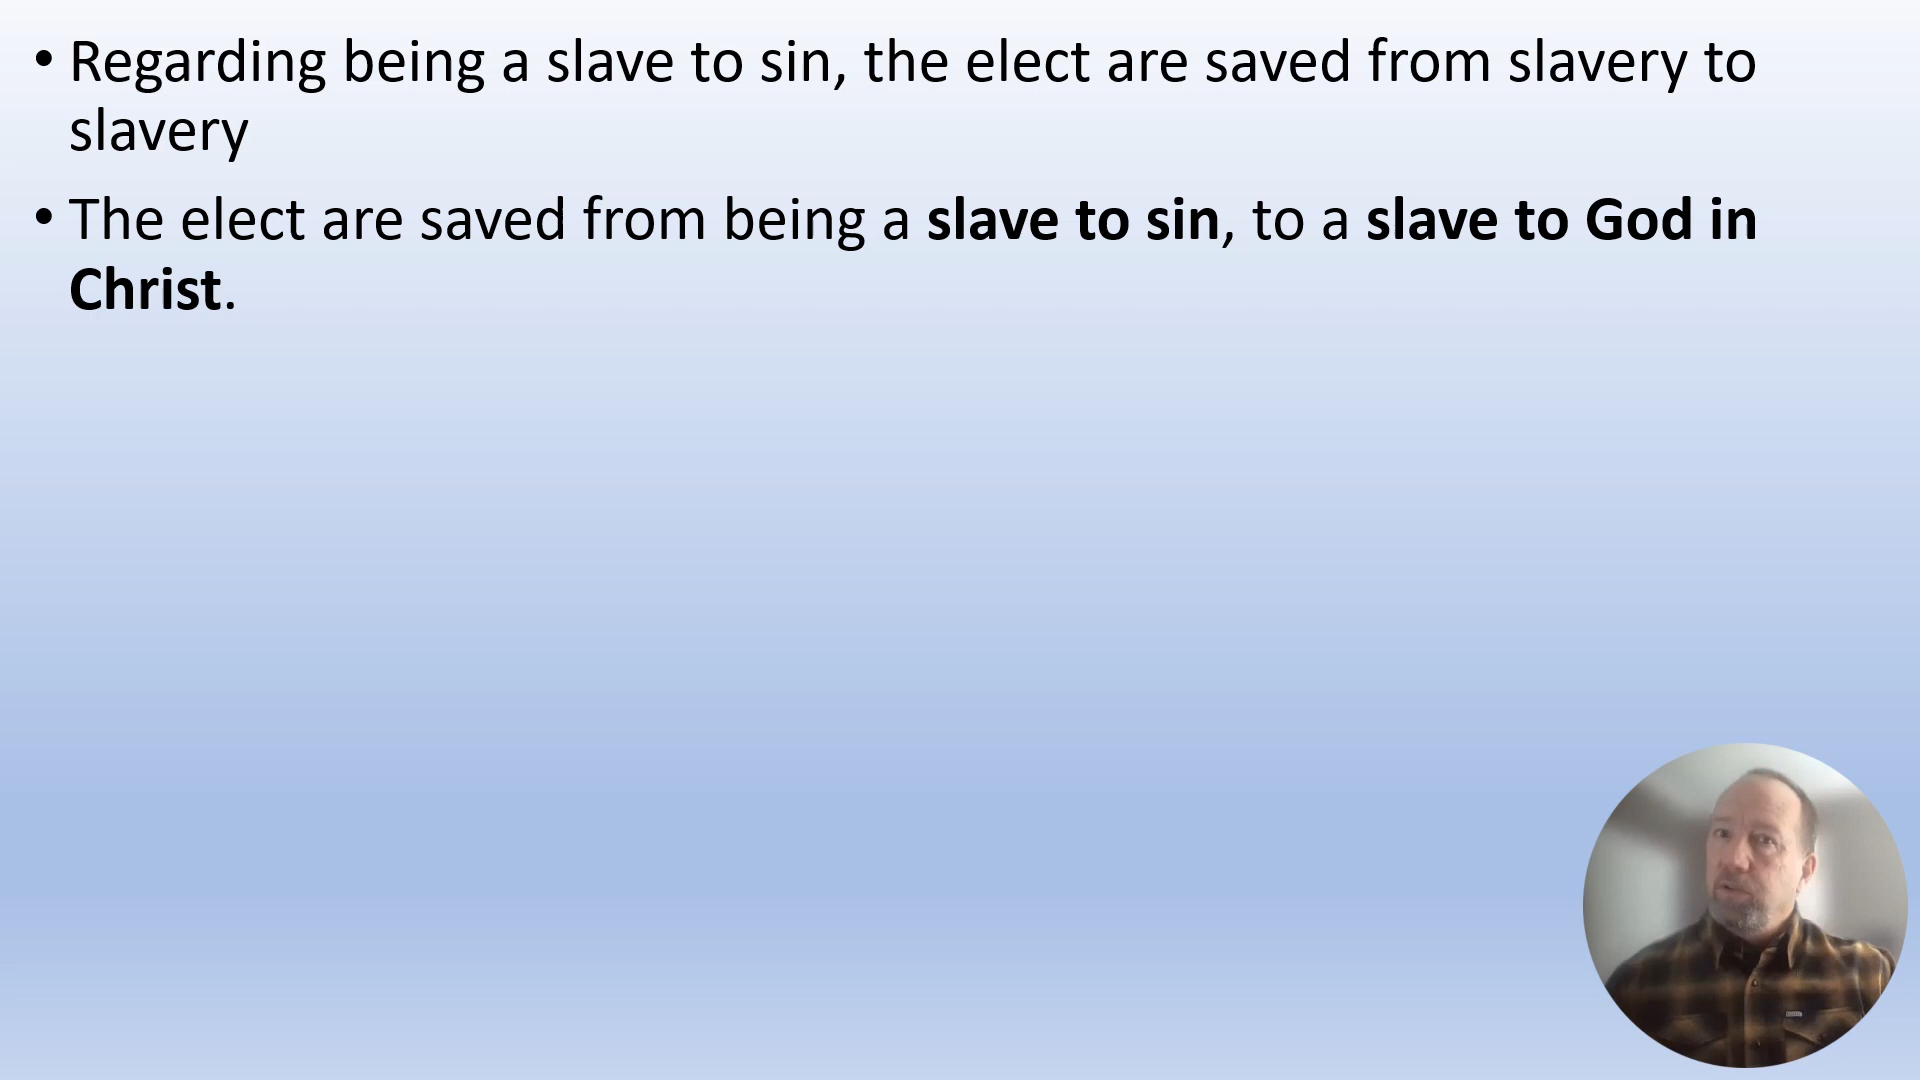 • Regarding being a slave to sin, the elect are saved from slavery to
slavery
• The elect are saved from being a slave to sin, to a slave to God in
Christ.